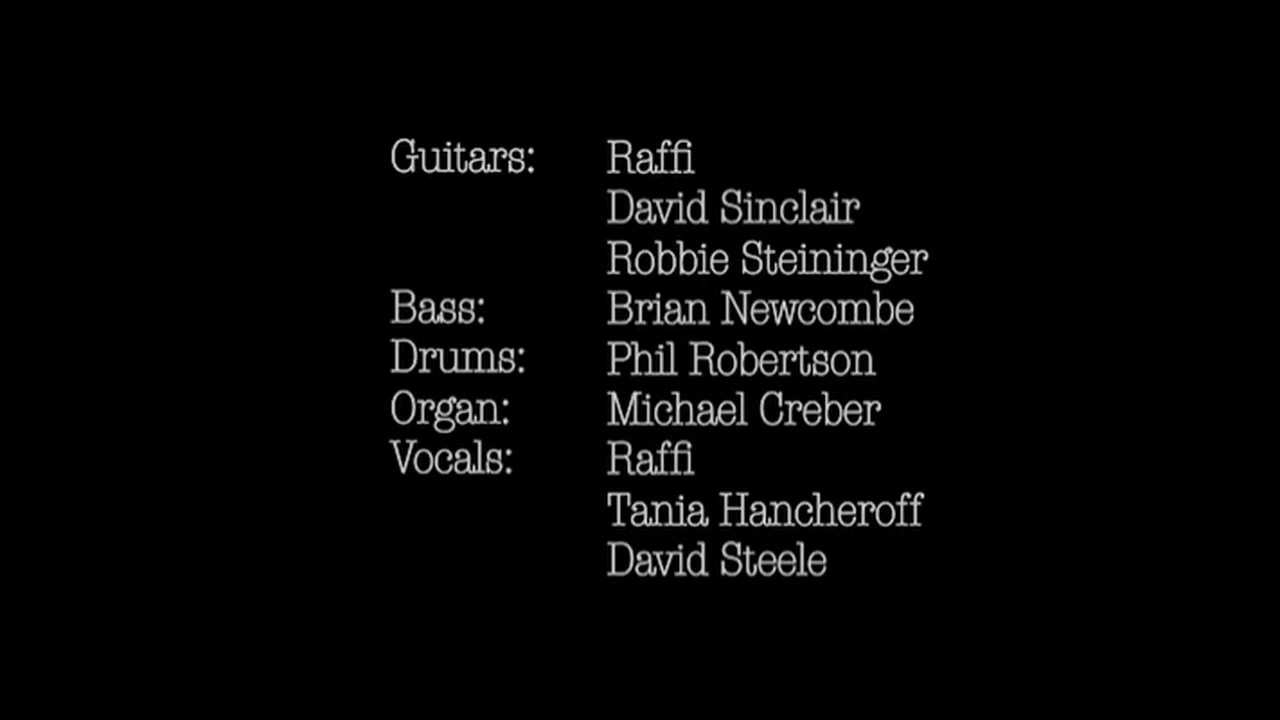 Guitars: Raffi
David Sinclair
Robbie Steininger
Bass: Brian Newcombe
Drums: Phil Robertson
Organ: Michael Creber
Vocals: Raffi
Tania Hancheroff
David Steele